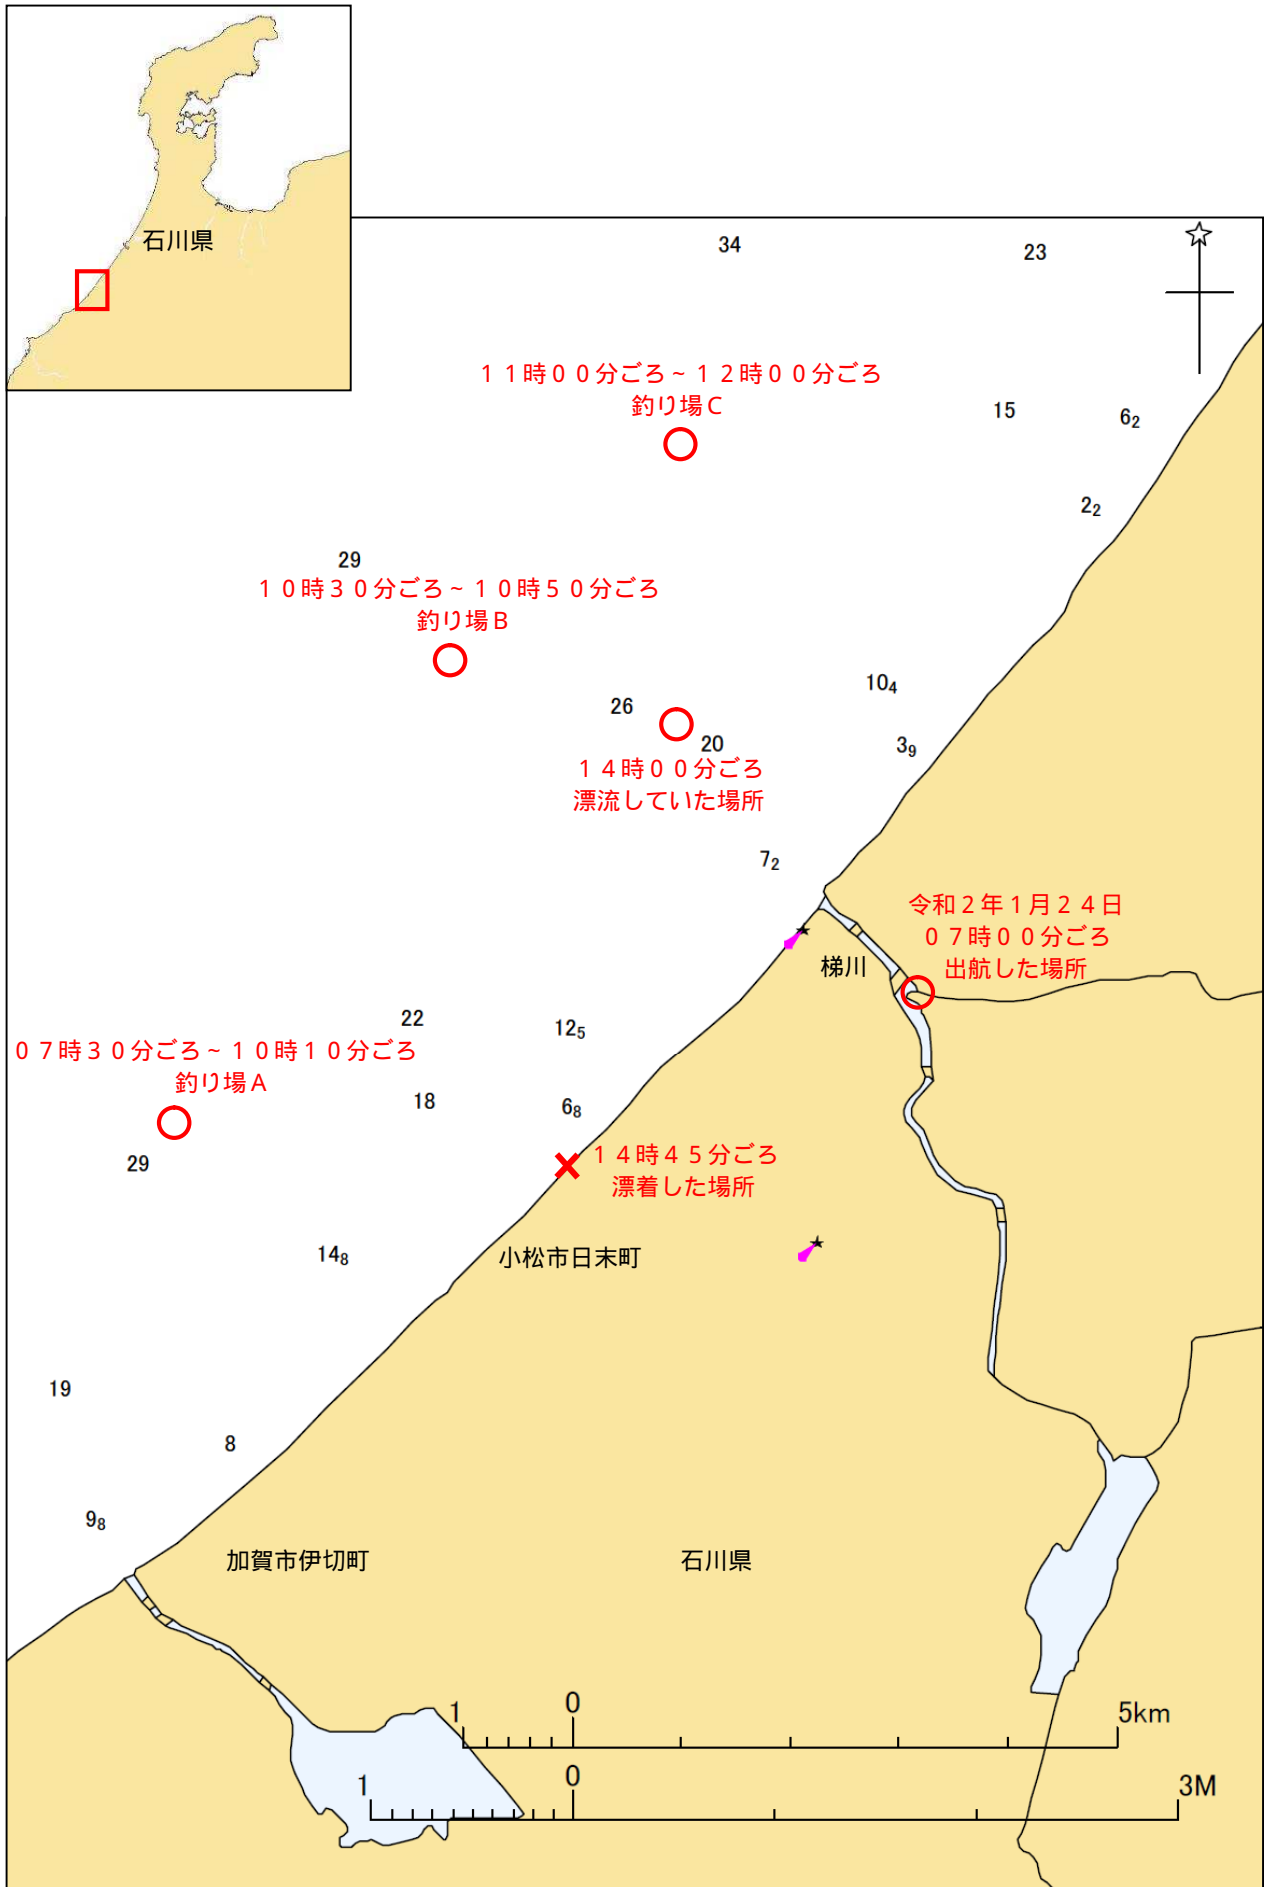 石川県
34
23
１１時００分ごろ～１２時００分ごろ
釣り場Ｃ
15
6₂
2₂
29
１０時３０分ごろ～１０時５０分ごろ
釣り場Ｂ
10₄
26
20
3₉
１４時００分ごろ
漂流していた場所
7₂
令和２年１月２４日
０７時００分ごろ
出航した場所
梯川
22
12₅
０７時３０分ごろ～１０時１０分ごろ
釣り場Ａ
18
6₈
29
１４時４５分ごろ
漂着した場所
14₈
小松市日末町
19
8
9₈
加賀市伊切町
石川県
1 0 5km
1 0 3M